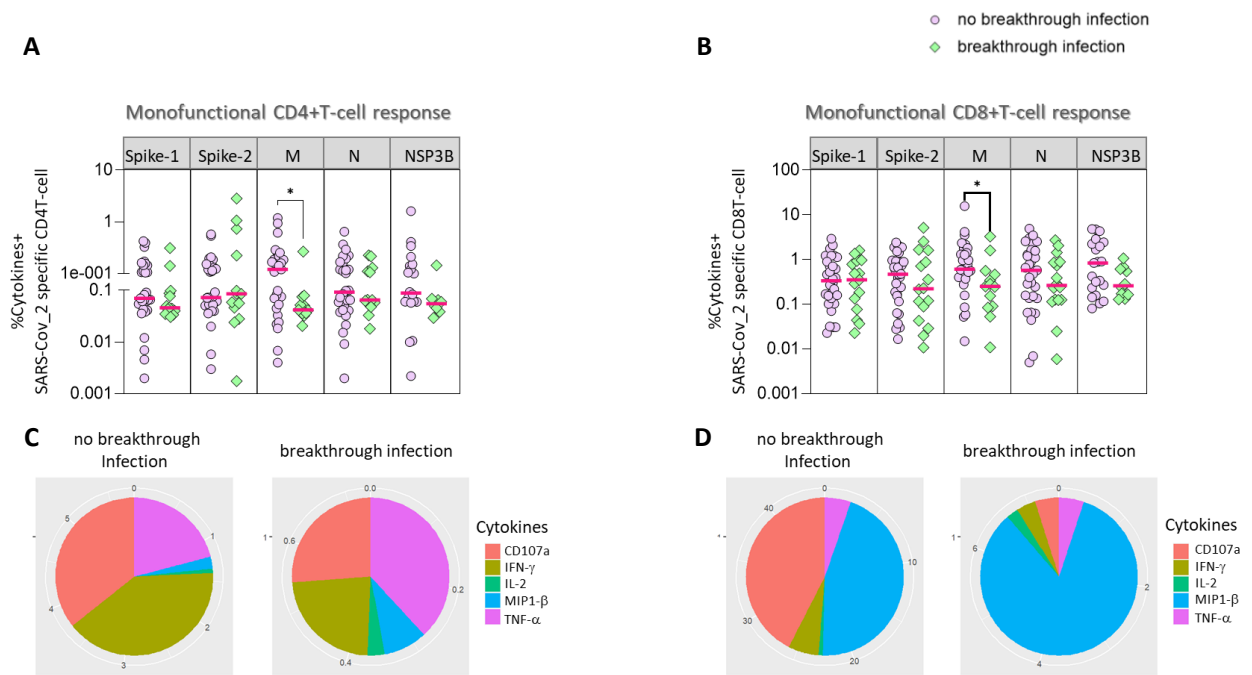 no breakthrough infection
breakthrough infection
A
B
Monofunctional CD4+T-cell response
Monofunctional CD8+T-cell response
Spike-1 Spike-2 M N NSP3B
Spike-1 Spike-2 M N NSP3B
%Cytokines+
SARS-Cov_2 specific CD4T-cell
10
1
1e-001
0.1
0.01
0.001
*
%Cytokines+
SARS-Cov_2 specific CD8T-cell
100
10
1
0.1
0.01
0.001
*
C
no breakthrough
Infection
breakthrough infection
0
1
2
3
4
5
0.0
0.2
0.4
0.6
1
Cytokines
CD107a
IFN-γ
IL-2
MIP1-β
TNF-α
D
no breakthrough
Infection
breakthrough infection
0
10
20
30
40
0
2
4
6
1
Cytokines
CD107a
IFN-γ
IL-2
MIP1-β
TNF-α